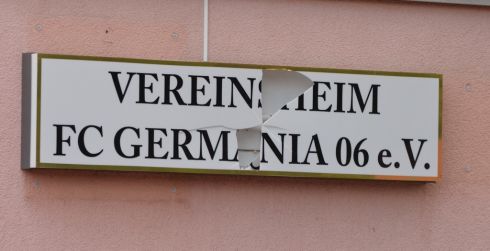 VEREINSHEIM
FC GERMANIA 06 e.V.